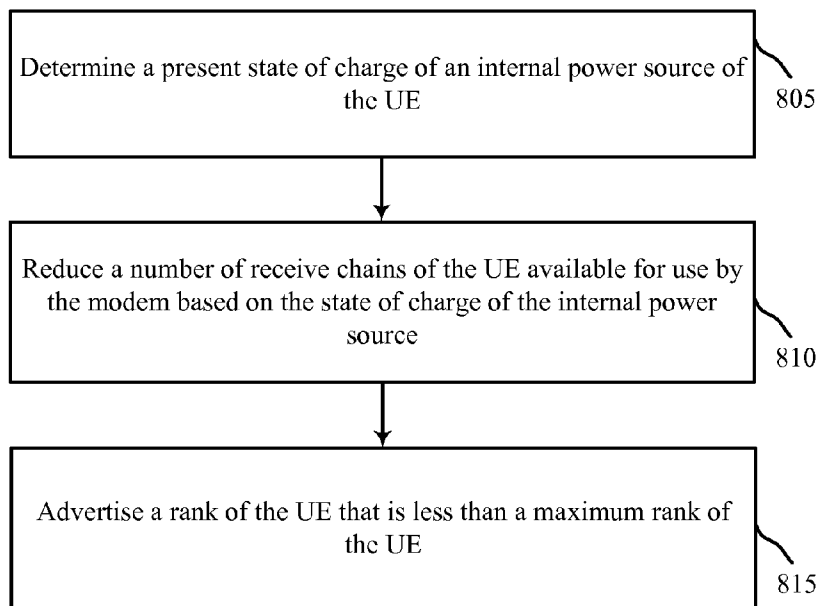 Determine a present state of charge of an internal power source of
the UE
805
Reduce a number of receive chains of the UE available for use by
the modem based on the state of charge of the internal power
source
810
Advertise a rank of the UE that is less than a maximum rank of
the UE
815